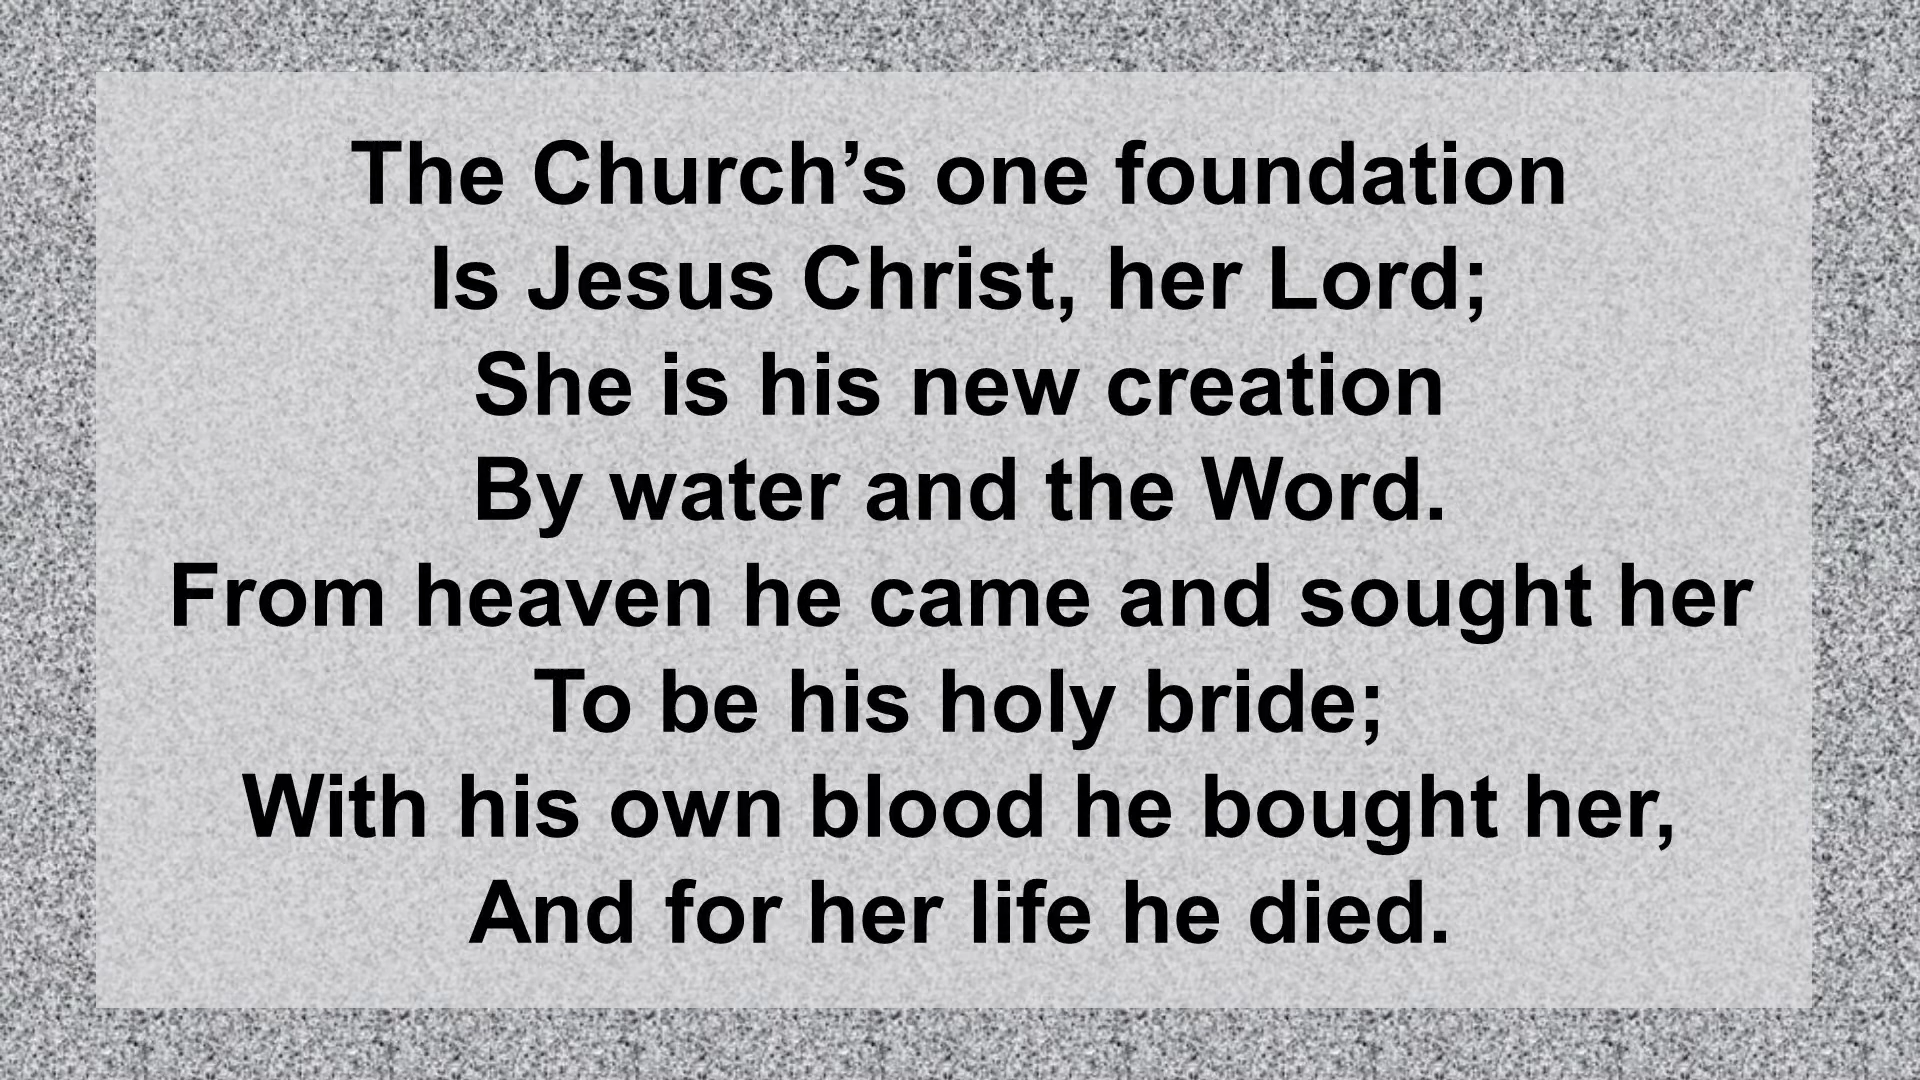 The Church’s one foundation
Is Jesus Christ, her Lord;
She is his new creation
By water and the Word.
From heaven he came and sought her
To be his holy bride;
With his own blood he bought her,
And for her life he died.